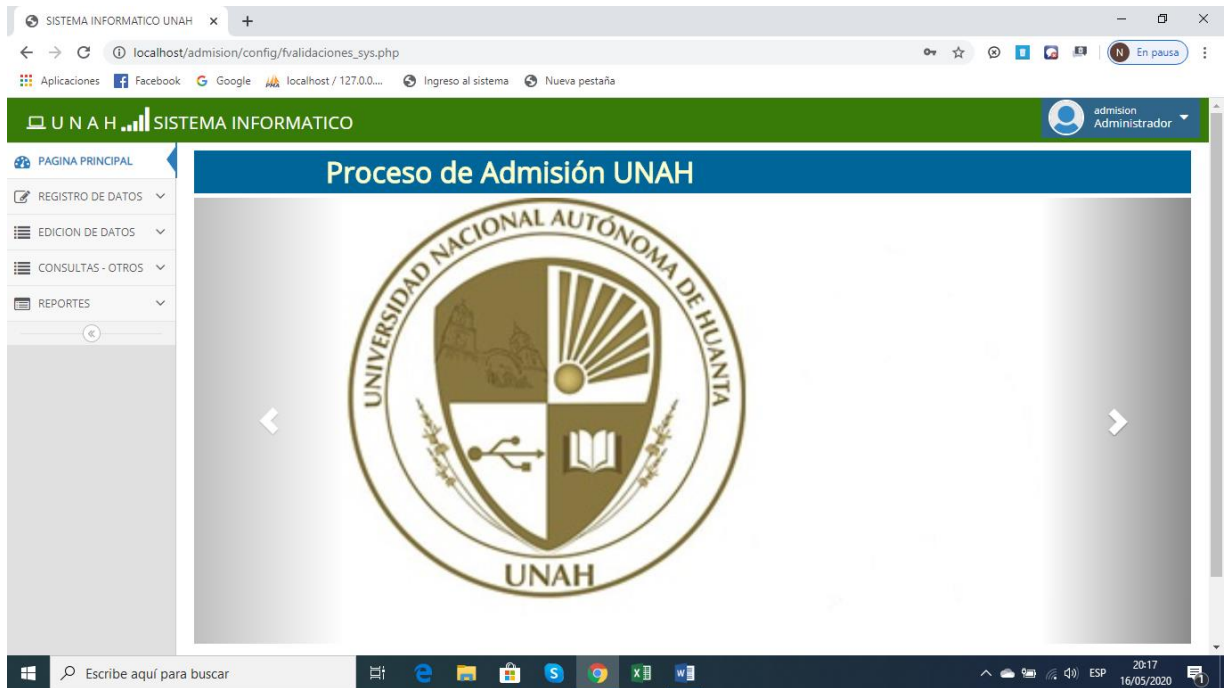 SISTEMA INFORMATICO UNAH
localhost/admision/config/fvalidaciones_sys.php
N En pausa
Aplicaciones Facebook Google localhost / 127.0.0.... Ingreso al sistema Nueva pestaña
U N A H SISTEMA INFORMATICO
admision
Administrador
PAGINA PRINCIPAL
REGISTRO DE DATOS
EDICION DE DATOS
CONSULTAS - OTROS
REPORTES
Proceso de Admisión UNAH
UNIVERSIDAD NACIONAL AUTÓNOMA DE HUANTA
UNAH
Escribe aquí para buscar
ESP
20:17
16/05/2020